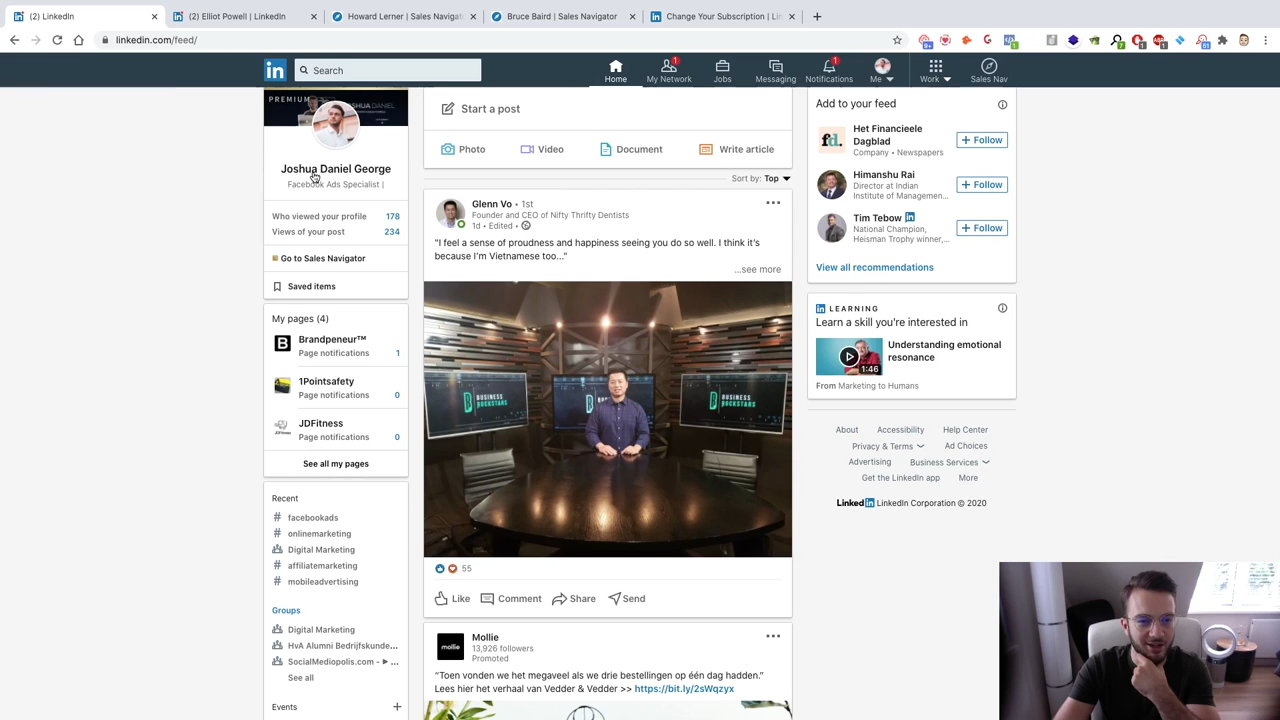 (2) LinkedIn
(2) Elliot Powell | LinkedIn
Howard Lerner | Sales Navigat
Bruce Baird | Sales Navigator
Change Your Subscription | Lin
linkedin.com/feed/
in
Search
1
1
Home
My Network
Jobs
Messaging
Notifications
Me
Work
Sales Nav
PREMIUM
Joshua Daniel George
Facebook Ads Specialist |
Who viewed your profile 178
Views of your post 234
Go to Sales Navigator
Saved items
My pages (4)
Brandpeneur™
Page notifications 1
1Pointsafety
Page notifications 0
JDFitness
Page notifications 0
See all my pages
Recent
# facebookads
# onlinemarketing
Digital Marketing
# affiliatemarketing
# mobileadvertising
Groups
Digital Marketing
HvA Alumni Bedrijfskunde...
SocialMediopolis.com - ► ...
See all
Events +
Start a post
Photo
Video
Document
Write article
Sort by: Top
Glenn Vo • 1st
Founder and CEO of Nifty Thrifty Dentists
1d • Edited •
"I feel a sense of proudness and happiness seeing you do so well. I think it's
because I'm Vietnamese too..."
...see more
BUSINESS
ROCKSTARS
55
Like
Comment
Share
Send
mollie
Mollie
13,926 followers
Promoted
“Toen vonden we het megaveel als we drie bestellingen op één dag hadden.”
Lees hier het verhaal van Vedder & Vedder >> https://bit.ly/2sWqzyx
Add to your feed
fd.
Het Financieele
Dagblad
Company • Newspapers
+ Follow
Himanshu Rai
Director at Indian
Institute of Managemen...
+ Follow
Tim Tebow in
National Champion,
Heisman Trophy winner,...
+ Follow
View all recommendations
in LEARNING
Learn a skill you're interested in
1:46
Understanding emotional
resonance
From Marketing to Humans
About
Accessibility
Help Center
Privacy & Terms
Ad Choices
Advertising
Business Services
Get the LinkedIn app
More
LinkedIn LinkedIn Corporation © 2020